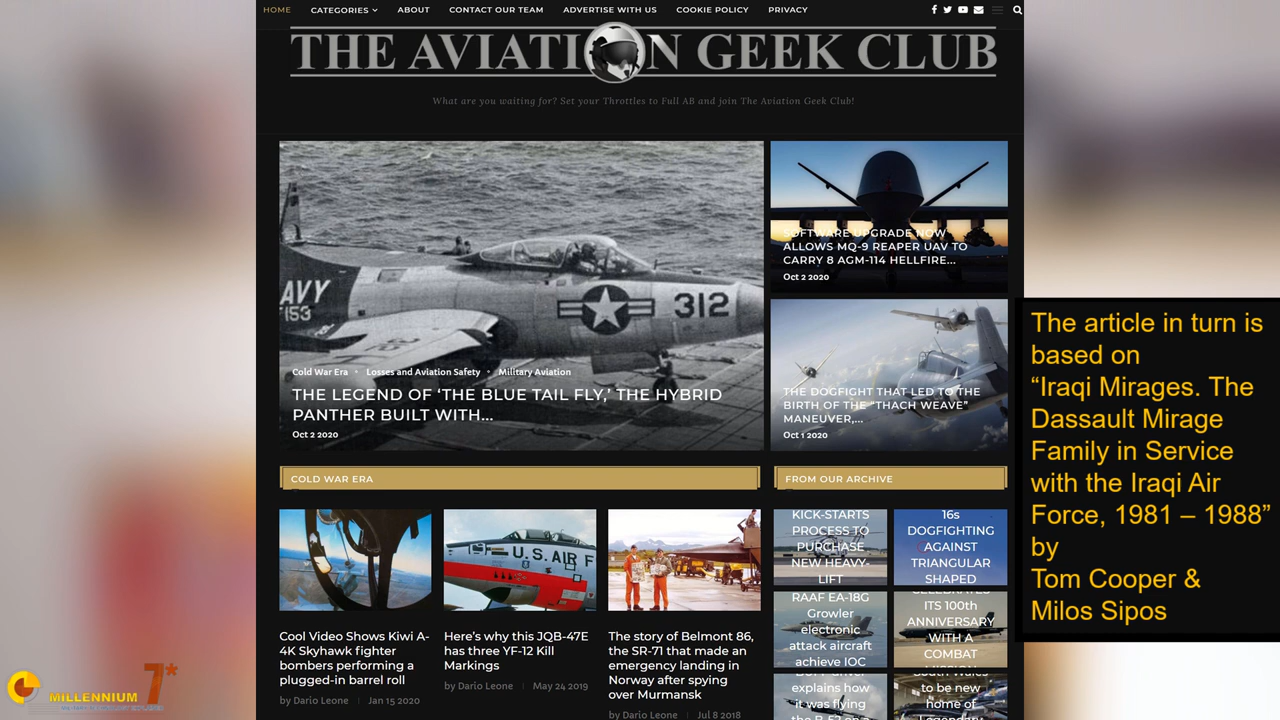 HOME CATEGORIES ABOUT CONTACT OUR TEAM ADVERTISE WITH US COOKIE POLICY PRIVACY
THE AVIATION GEEK CLUB
What are you waiting for? Set your Throttles to Full AB and join The Aviation Geek Club!
NAVY
153
312
Cold War Era Losses and Aviation Safety Military Aviation
THE LEGEND OF ‘THE BLUE TAIL FLY,’ THE HYBRID
PANTHER BUILT WITH...
Oct 2 2020
SOFTWARE UPGRADE NOW
ALLOWS MQ-9 REAPER UAV TO
CARRY 8 AGM-114 HELLFIRE...
Oct 2 2020
THE DOGFIGHT THAT LED TO THE
BIRTH OF THE “THACH WEAVE”
MANEUVER,...
Oct 1 2020
The article in turn is
based on
“Iraqi Mirages. The
Dassault Mirage
Family in Service
with the Iraqi Air
Force, 1981 – 1988”
by
Tom Cooper &
Milos Sipos
COLD WAR ERA
U.S. AIR F
Cool Video Shows Kiwi A-
4K Skyhawk fighter
bombers performing a
plugged-in barrel roll
by Dario Leone Jan 15 2020
Here’s why this JQB-47E
has three YF-12 Kill
Markings
by Dario Leone May 24 2019
The story of Belmont 86,
the SR-71 that made an
emergency landing in
Norway after spying
over Murmansk
by Dario Leone Jul 8 2018
FROM OUR ARCHIVE
KICK-STARTS
PROCESS TO
PURCHASE
NEW HEAVY-
LIFT
16s
DOGFIGHTING
AGAINST
TRIANGULAR
SHAPED
RAAF EA-18G
Growler
electronic
attack aircraft
achieve IOC
CELEBRATES
ITS 100th
ANNIVERSARY
WITH A
COMBAT
explains how
it was flying
the B-52 on a
South Wales
to be new
home of
Legendary
MILLENNIUM 7*